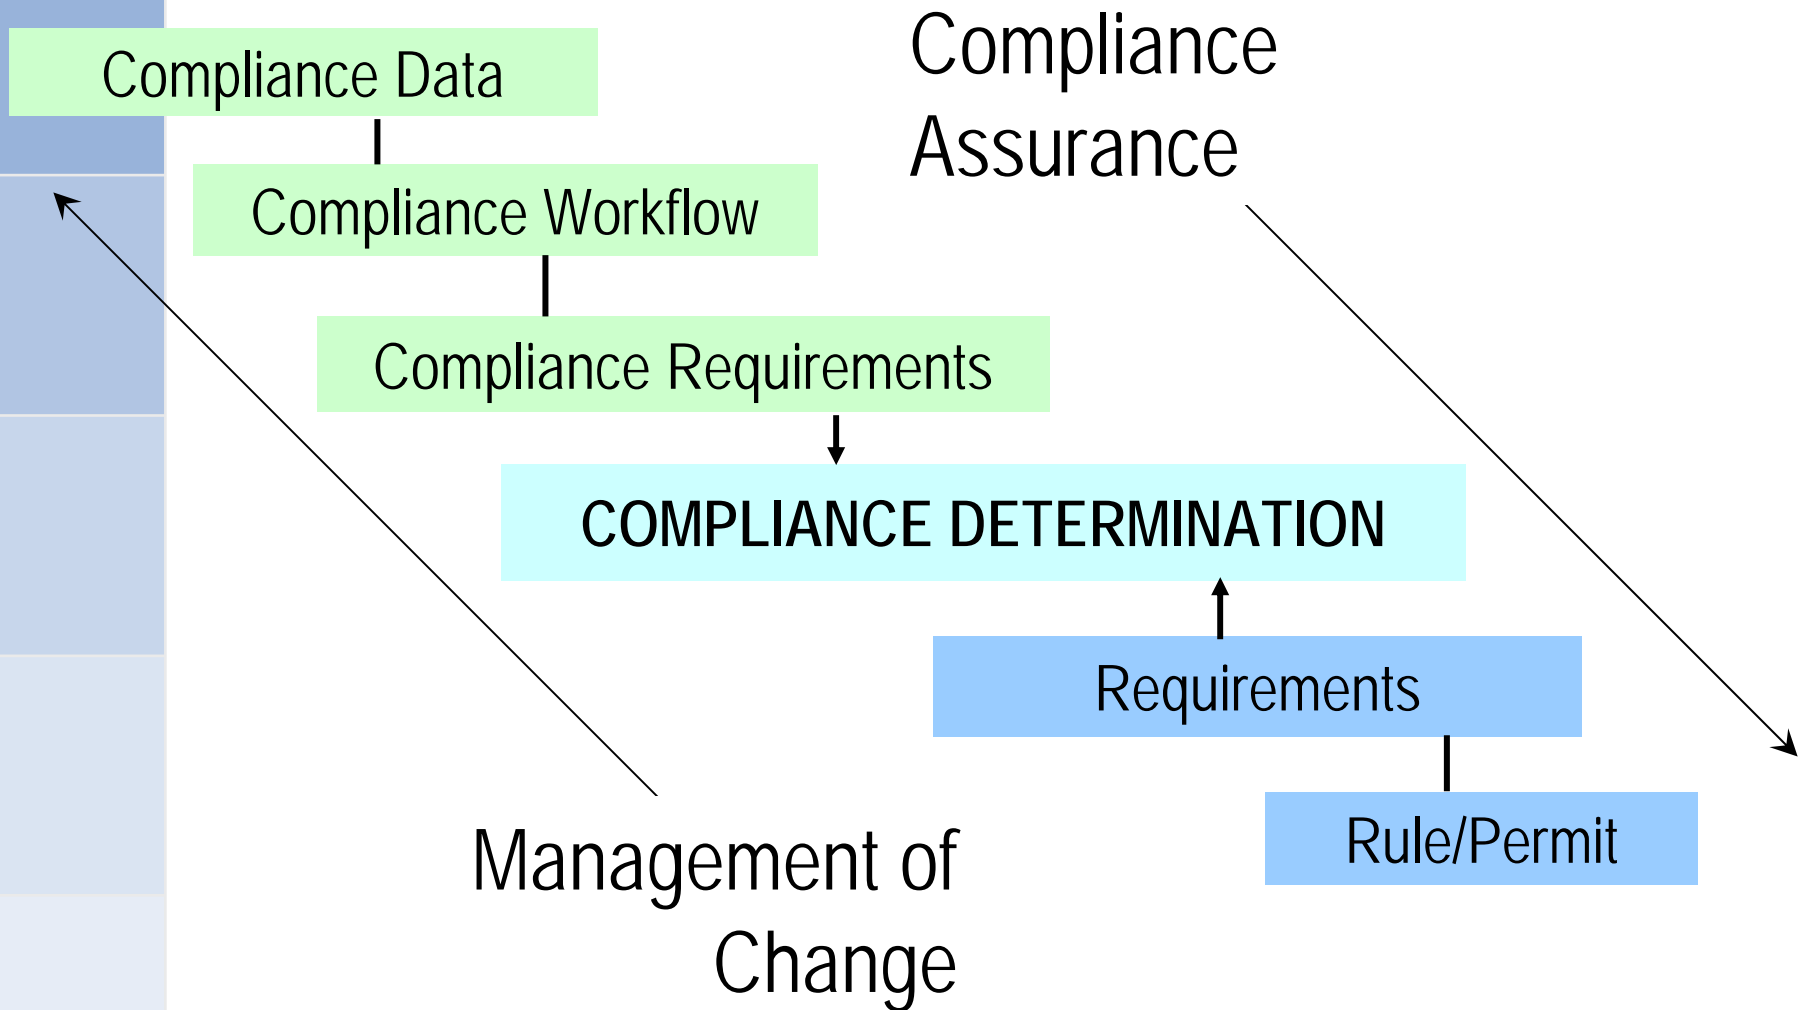 Compliance
Assurance
Compliance Data
Compliance Workflow
Compliance Requirements
COMPLIANCE DETERMINATION
Requirements
Rule/Permit
Management of
Change